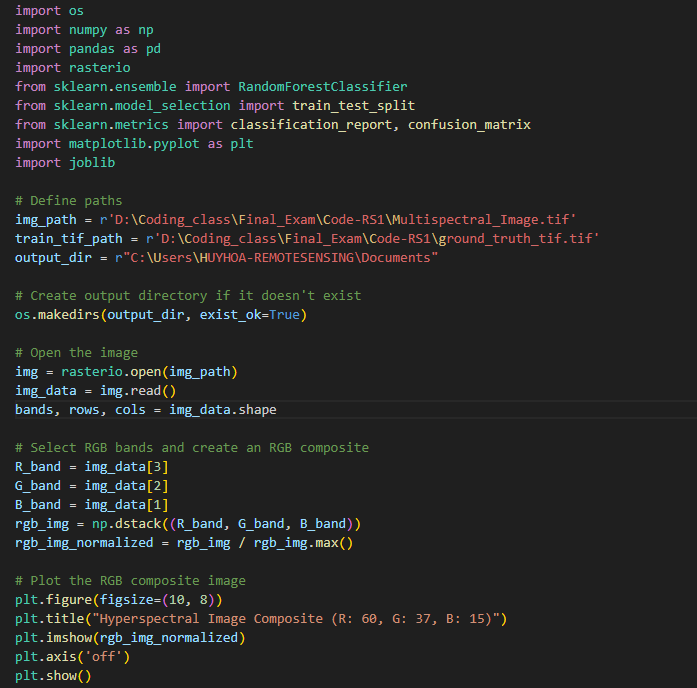 import os
import numpy as np
import pandas as pd
import rasterio
from sklearn.ensemble import RandomForestClassifier
from sklearn.model_selection import train_test_split
from sklearn.metrics import classification_report, confusion_matrix
import matplotlib.pyplot as plt
import joblib

# Define paths
img_path = r'D:\Coding_class\Final_Exam\Code-RS1\Multispectral_Image.tif'
train_tif_path = r'D:\Coding_class\Final_Exam\Code-RS1\ground_truth_tif.tif'
output_dir = r"C:\Users\HUYHOA-REMOTESENSING\Documents"

# Create output directory if it doesn't exist
os.makedirs(output_dir, exist_ok=True)

# Open the image
img = rasterio.open(img_path)
img_data = img.read()
bands, rows, cols = img_data.shape

# Select RGB bands and create an RGB composite
R_band = img_data[3]
G_band = img_data[2]
B_band = img_data[1]
rgb_img = np.dstack((R_band, G_band, B_band))
rgb_img_normalized = rgb_img / rgb_img.max()

# Plot the RGB composite image
plt.figure(figsize=(10, 8))
plt.title("Hyperspectral Image Composite (R: 60, G: 37, B: 15)")
plt.imshow(rgb_img_normalized)
plt.axis('off')
plt.show()